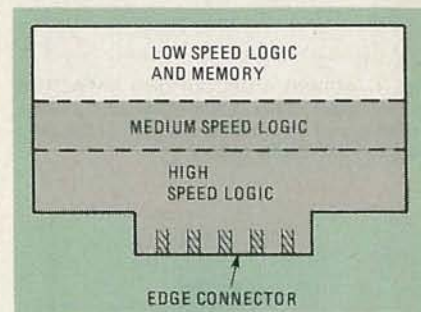 LOW SPEED LOGIC
AND MEMORY
MEDIUM SPEED LOGIC
HIGH
SPEED LOGIC
EDGE CONNECTOR